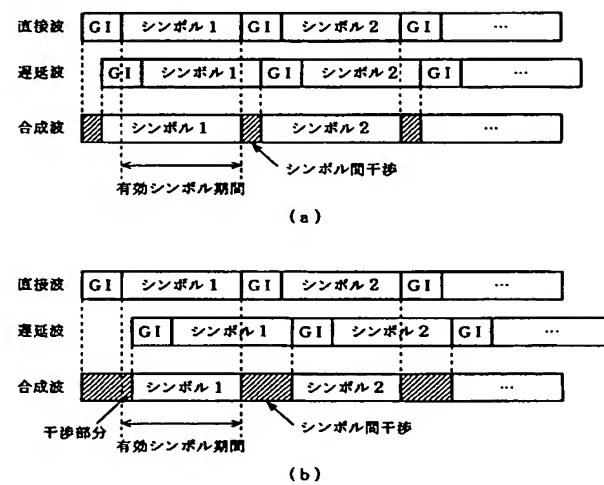 直接波 GI シンボル1 GI シンボル2 GI …
遅延波 GI シンボル1 GI シンボル2 GI …
合成波 シンボル1 シンボル2 …
シンボル間干渉
有効シンボル期間
(a)
直接波 GI シンボル1 GI シンボル2 GI …
遅延波 GI シンボル1 GI シンボル2 GI …
合成波 シンボル1 シンボル2 …
干渉部分
シンボル間干渉
有効シンボル期間
(b)